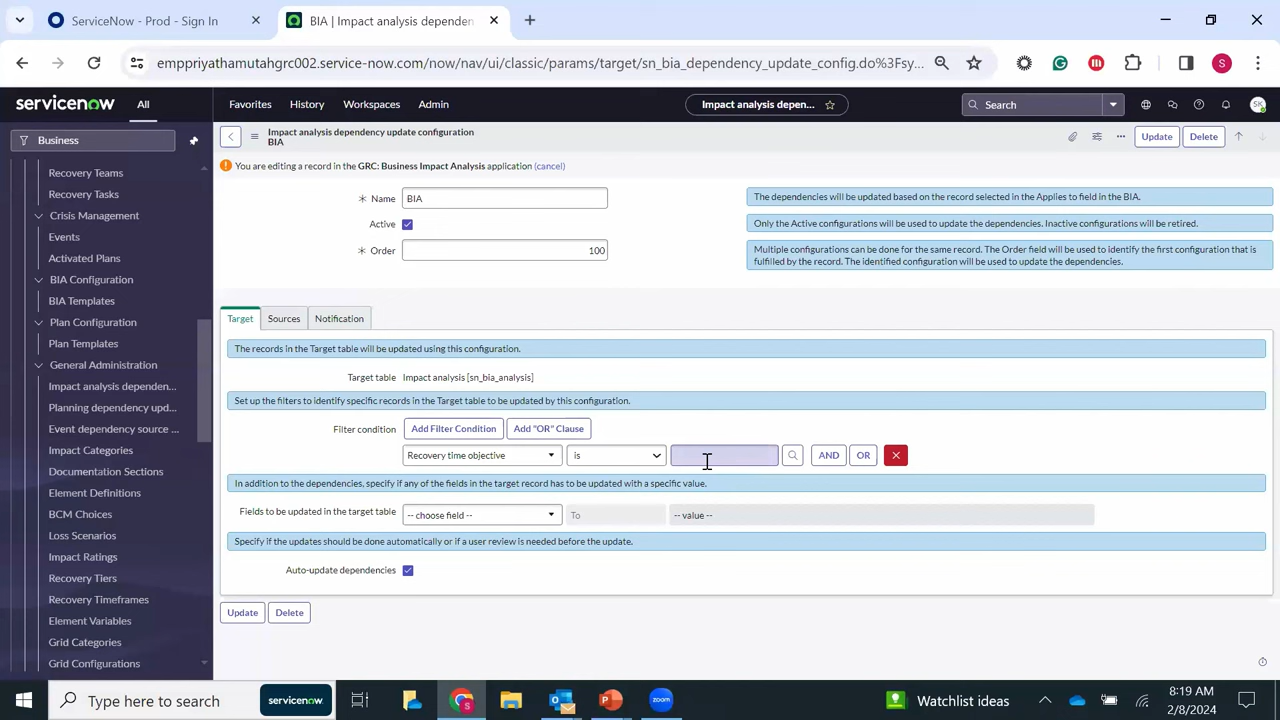 ServiceNow - Prod - Sign In
BIA | Impact analysis dependen
emppriyathamutahgrc002.service-now.com/now/nav/ui/classic/params/target/sn_bia_dependency_update_config.do%3Fsy...
S
servicenow
All
Favorites
History
Workspaces
Admin
Impact analysis depen...
Search
SK
Business
Recovery Teams
Recovery Tasks
Crisis Management
Events
Activated Plans
BIA Configuration
BIA Templates
Plan Configuration
Plan Templates
General Administration
Impact analysis dependen...
Planning dependency upd...
Event dependency source ...
Impact Categories
Documentation Sections
Element Definitions
BCM Choices
Loss Scenarios
Impact Ratings
Recovery Tiers
Recovery Timeframes
Element Variables
Grid Categories
Grid Configurations
Impact analysis dependency update configuration
BIA
Update
Delete
You are editing a record in the GRC: Business Impact Analysis application (cancel)
Name
BIA
Active
Order
100
The dependencies will be updated based on the record selected in the Applies to field in the BIA.
Only the Active configurations will be used to update the dependencies. Inactive configurations will be retired.
Multiple configurations can be done for the same record. The Order field will be used to identify the first configuration that is
fulfilled by the record. The identified configuration will be used to update the dependencies.
Target
Sources
Notification
The records in the Target table will be updated using this configuration.
Target table
Impact analysis [sn_bia_analysis]
Set up the filters to identify specific records in the Target table to be updated by this configuration.
Filter condition
Add Filter Condition
Add "OR" Clause
Recovery time objective
is
AND
OR
In addition to the dependencies, specify if any of the fields in the target record has to be updated with a specific value.
Fields to be updated in the target table
-- choose field --
To
-- value --
Specify if the updates should be done automatically or if a user review is needed before the update.
Auto-update dependencies
Update
Delete
Type here to search
servicenow.
Watchlist ideas
8:19 AM
2/8/2024